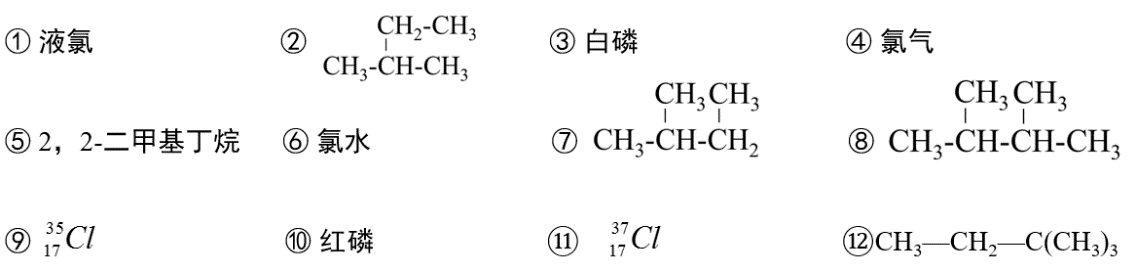 ① 液氯 ② CH₂-CH₃ ③ 白磷 ④ 氯气
CH₃-CH-CH₃
CH₃ CH₃ CH₃ CH₃
⑤ 2，2-二甲基丁烷 ⑥ 氯水 ⑦ CH₃-CH-CH₂ ⑧ CH₃-CH-CH-CH₃
⑨ ³⁵₁₇Cl ⑩ 红磷 ⑪ ³⁷₁₇Cl ⑫CH₃—CH₂—C(CH₃)₃